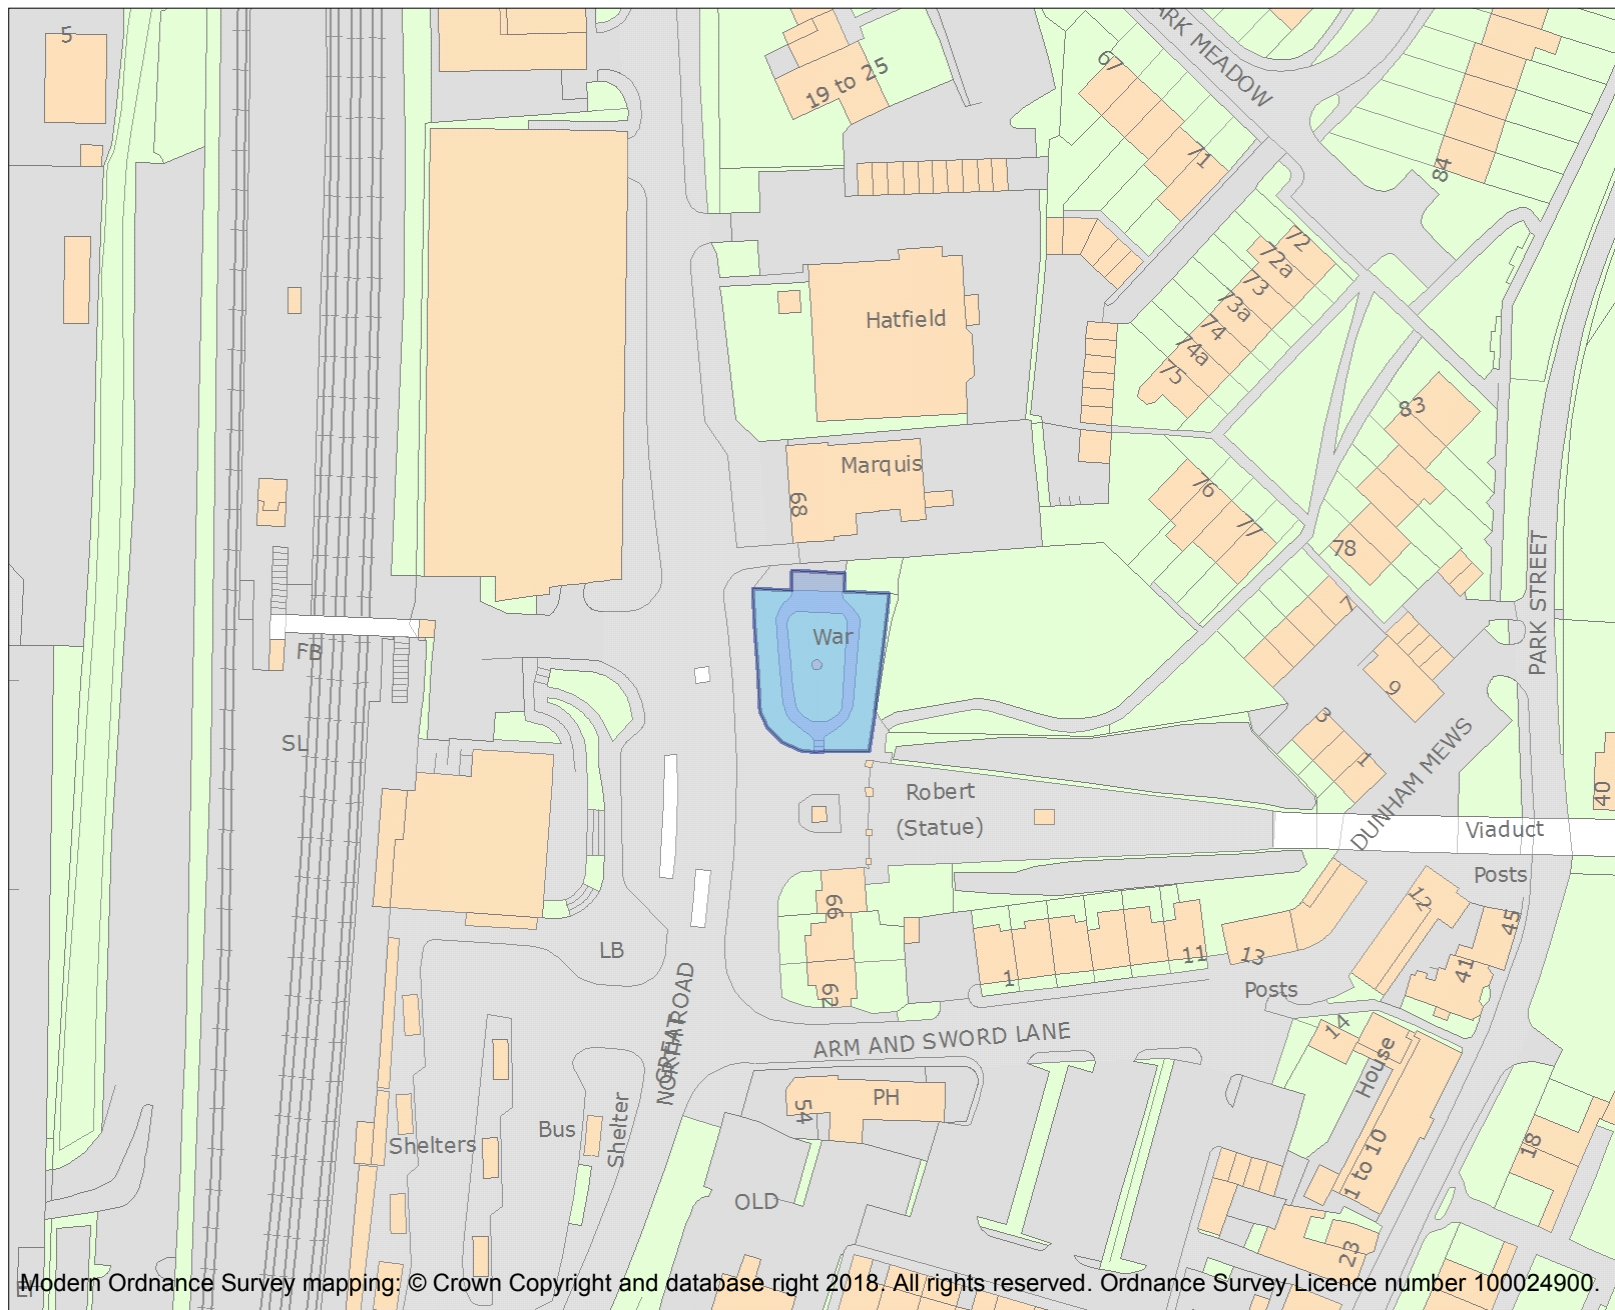 5
19 to 25
67
ARK MEADOW
71
84
72
72a
73
73a
74
74a
75
Hatfield
Marquis
68
76
77
83
78
PARK STREET
War
7
9
FB
SL
3
1
DUNHAM MEWS
40
Robert
(Statue)
Viaduct
Posts
66
62
LB
1
11
13
12
45
41
Posts
GREAT
NORTH ROAD
ARM AND SWORD LANE
14
House
PH
54
Shelters
Bus
Shelter
1 to 10
18
OLD
23
Modern Ordnance Survey mapping: © Crown Copyright and database right 2018. All rights reserved. Ordnance Survey Licence number 100024900.